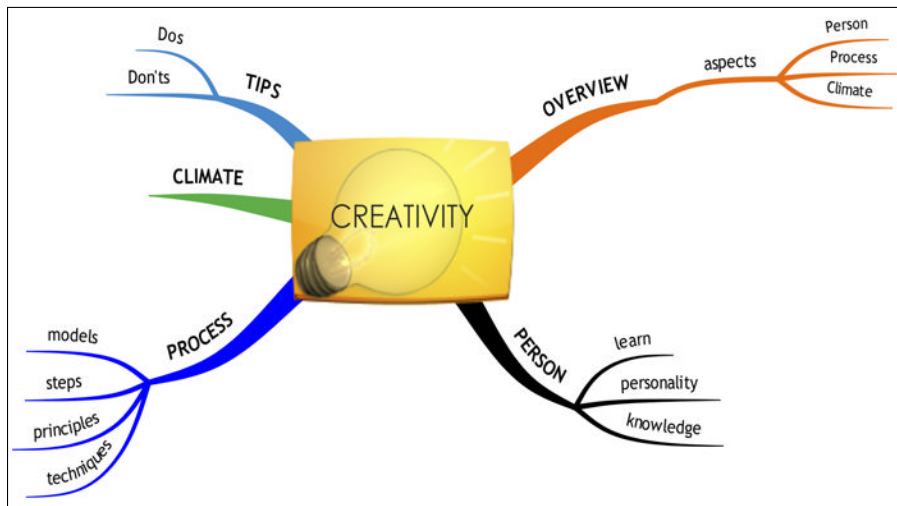 CREATIVITY
OVERVIEW
aspects
Person
Process
Climate
PERSON
learn
personality
knowledge
PROCESS
models
steps
principles
techniques
CLIMATE
TIPS
Dos
Don'ts